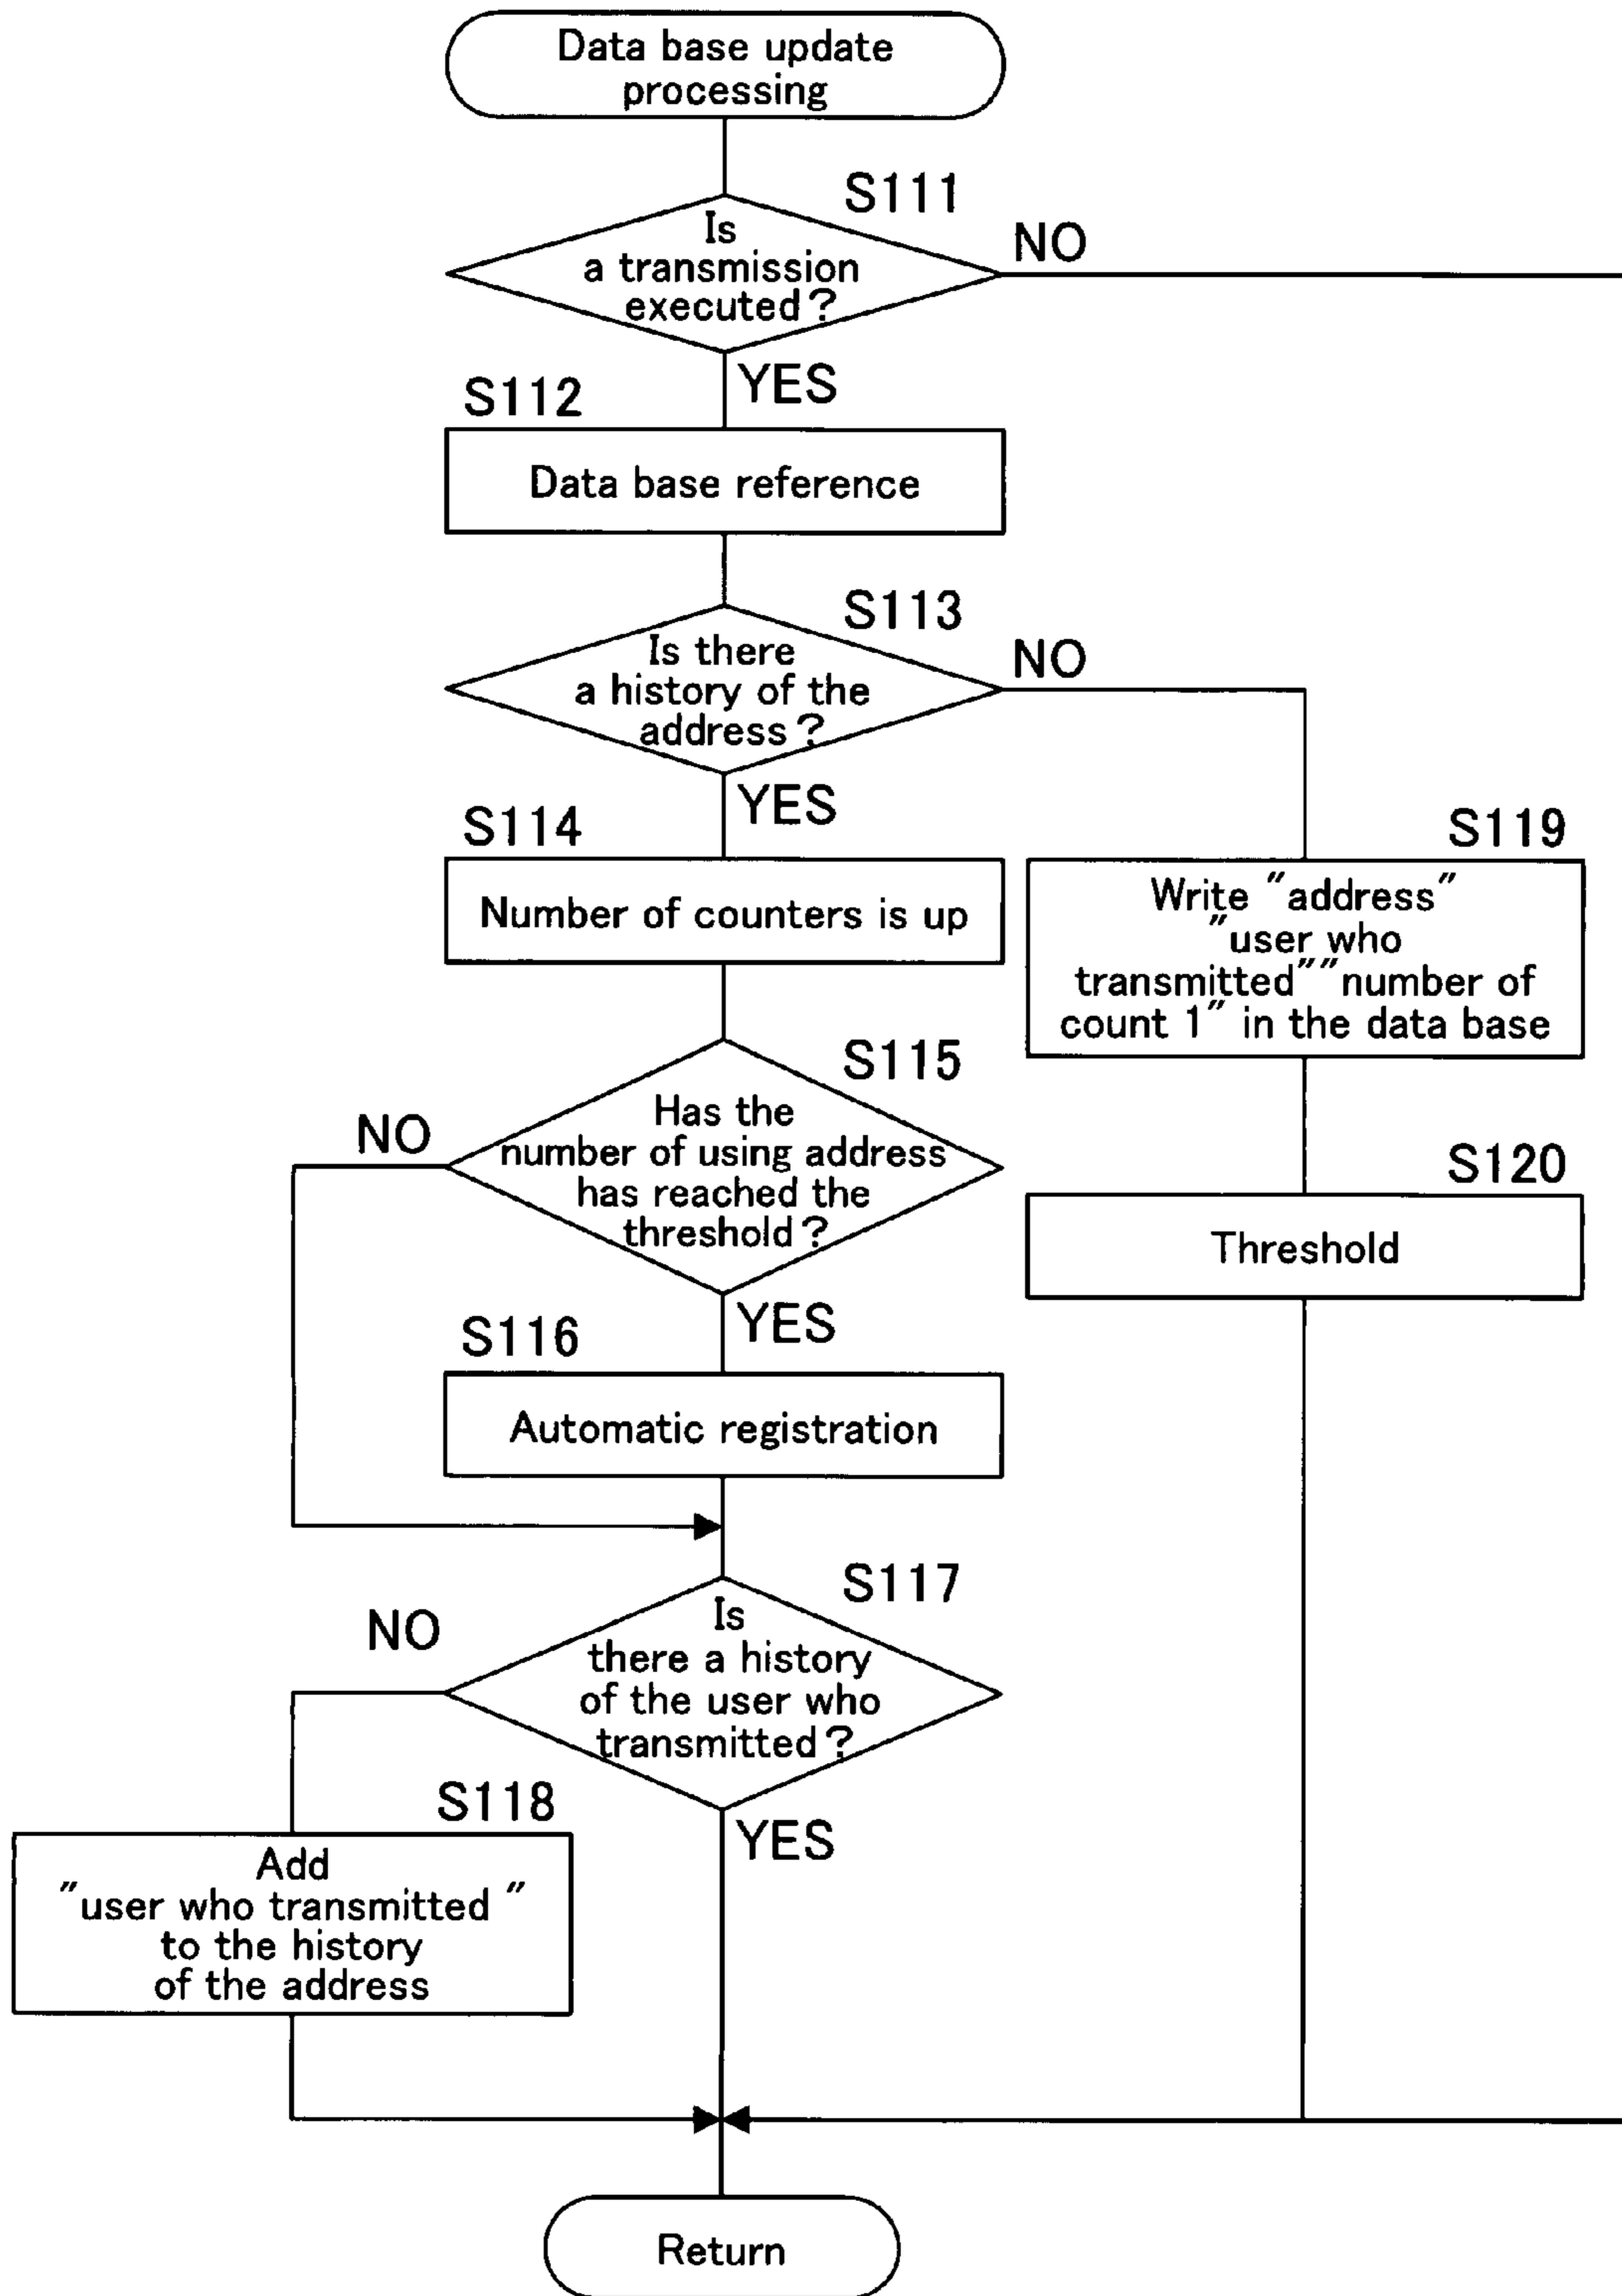 Data base update
processing
S111
Is
a transmission
executed?
NO
YES
S112
Data base reference
S113
Is there
a history of the
address?
NO
YES
S114
Number of counters is up
S119
Write "address"
"user who
transmitted""number of
count 1" in the data base
S115
Has the
number of using address
has reached the
threshold?
NO
YES
S120
Threshold
S116
Automatic registration
S117
Is
there a history
of the user who
transmitted?
NO
YES
S118
Add
"user who transmitted "
to the history
of the address
Return